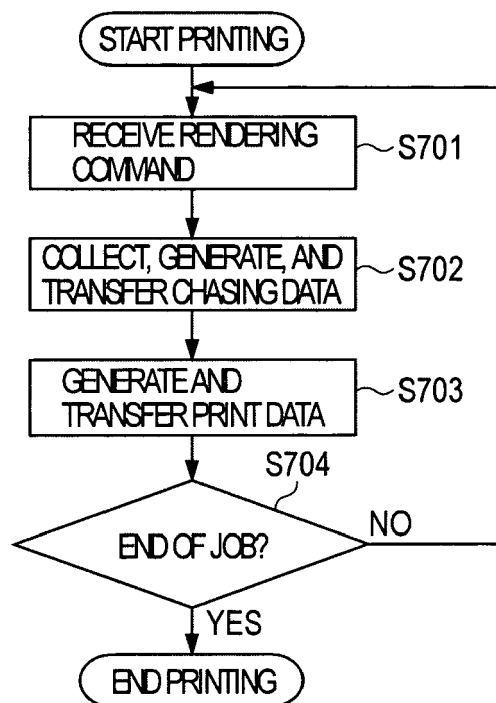 START PRINTING
RECEIVE RENDERING
COMMAND
S701
COLLECT, GENERATE, AND
TRANSFER CHASING DATA
S702
GENERATE AND
TRANSFER PRINT DATA
S703
S704
END OF JOB?
NO
YES
END PRINTING